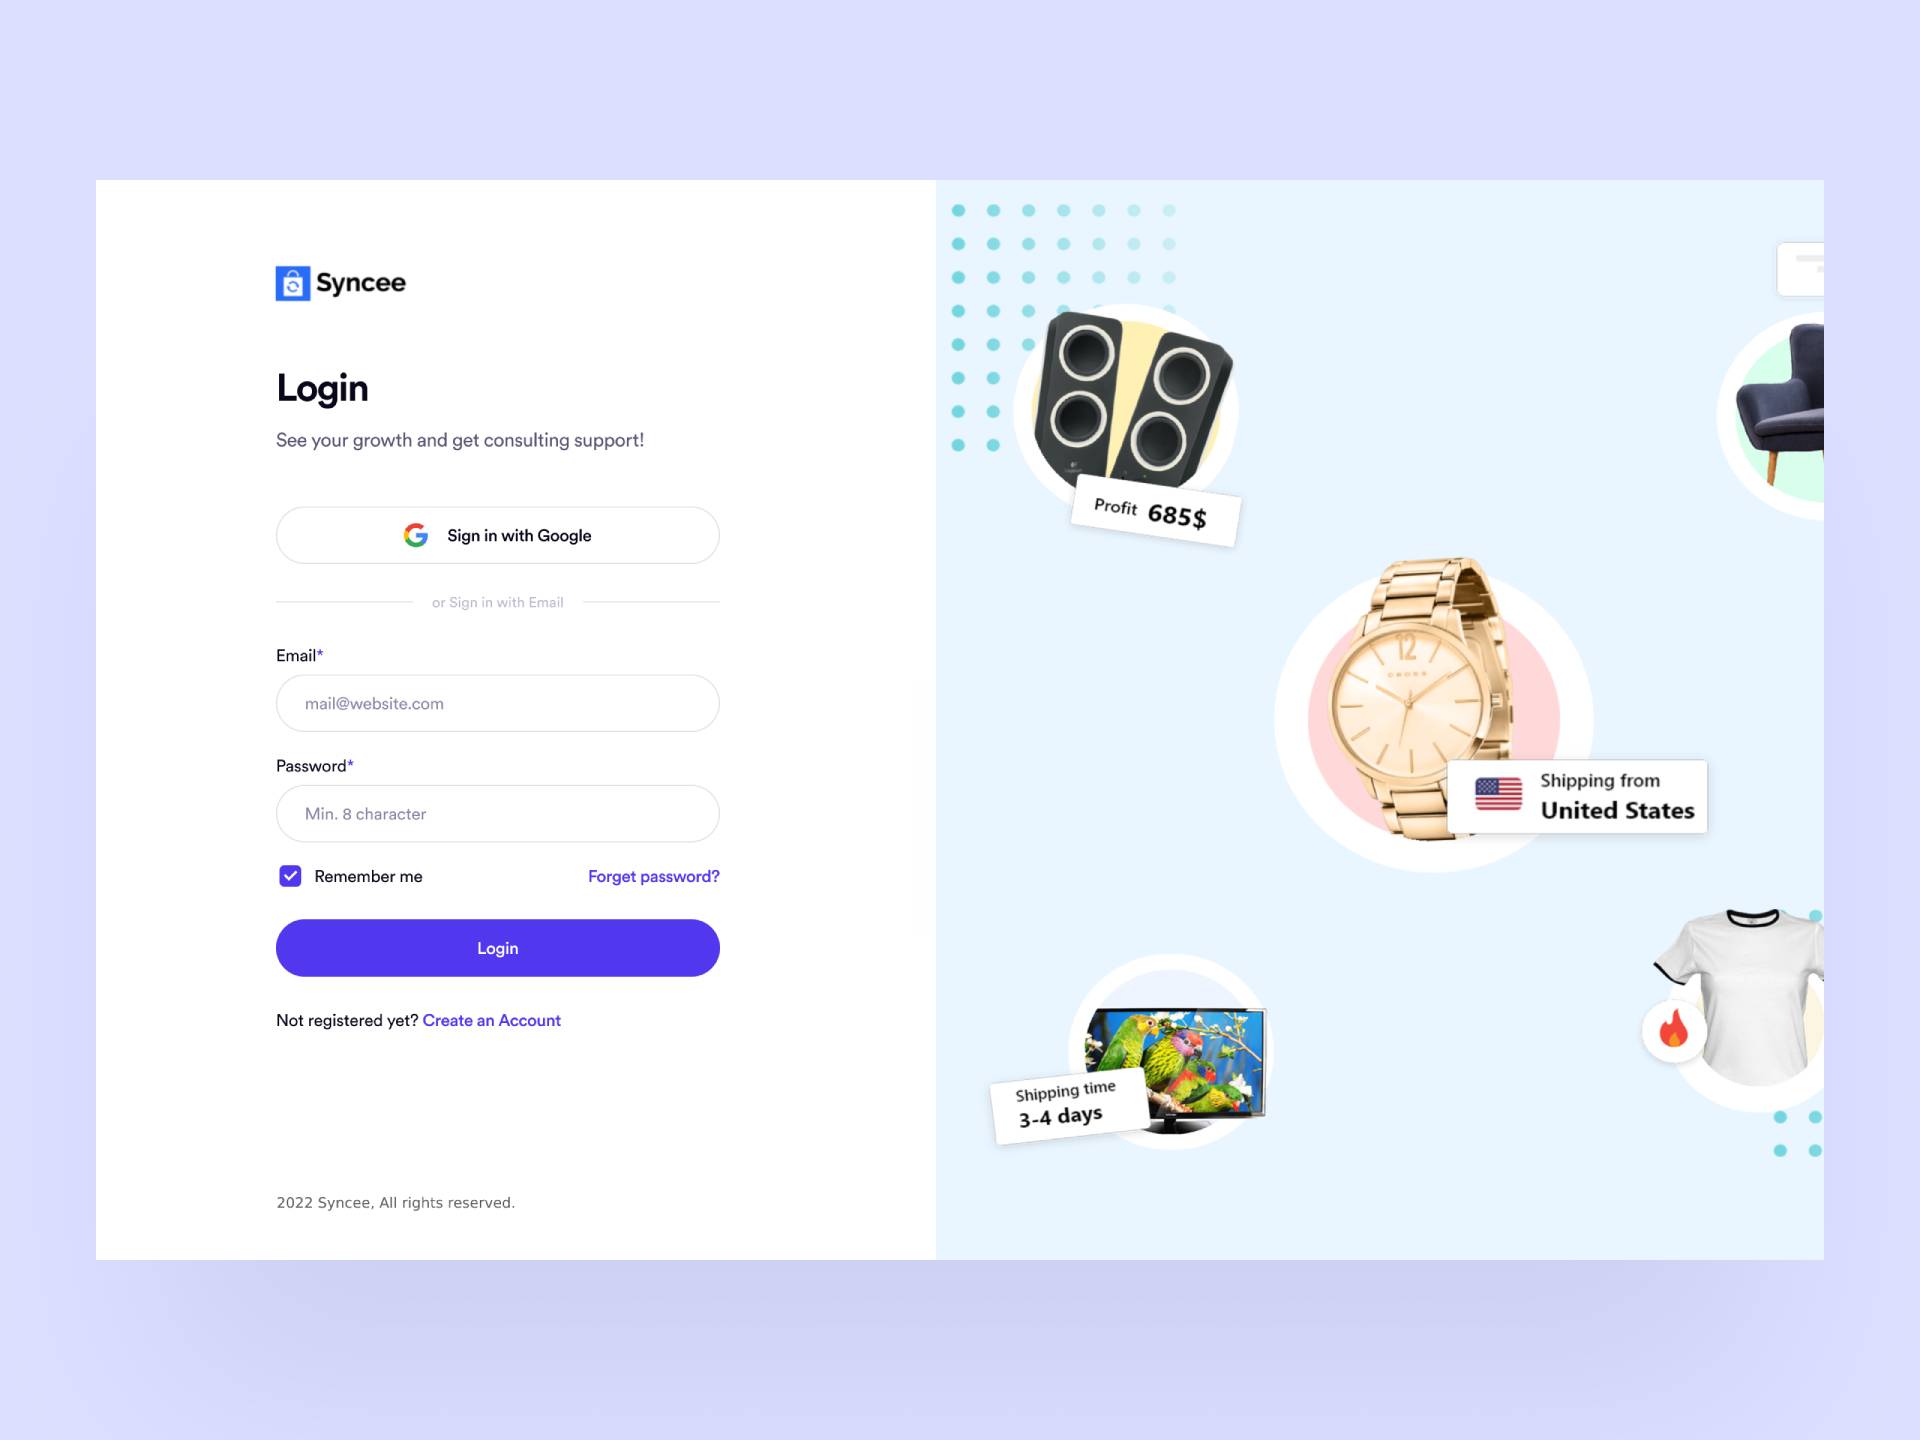 Syncee
Login
See your growth and get consulting support!
Sign in with Google
or Sign in with Email
Email*
mail@website.com
Password*
Min. 8 character
Remember me
Forget password?
Login
Not registered yet? Create an Account
2022 Syncee, All rights reserved.
Profit 685$
12
CROSS
Shipping from
United States
Shipping time
3-4 days